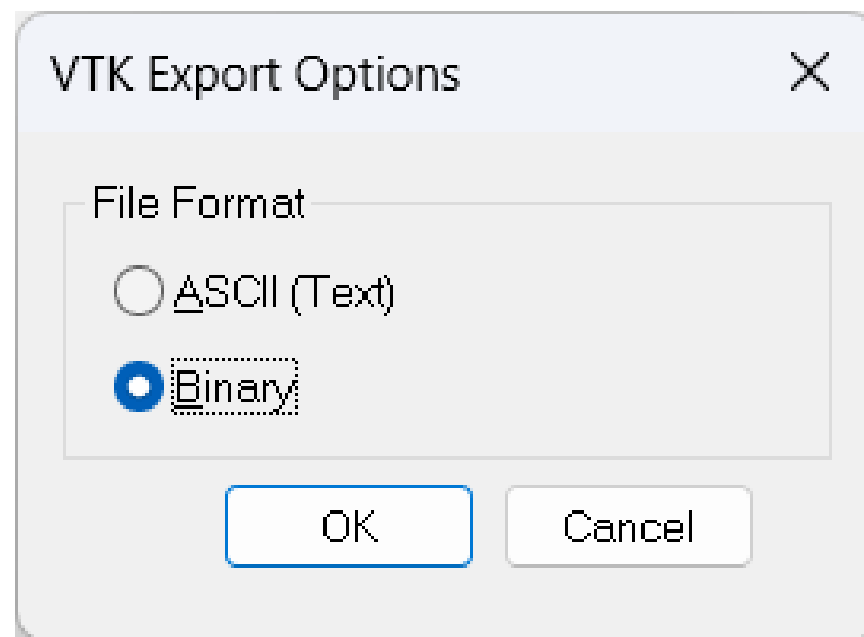 VTK Export Options
File Format
ASCII (Text)
Binary
OK Cancel